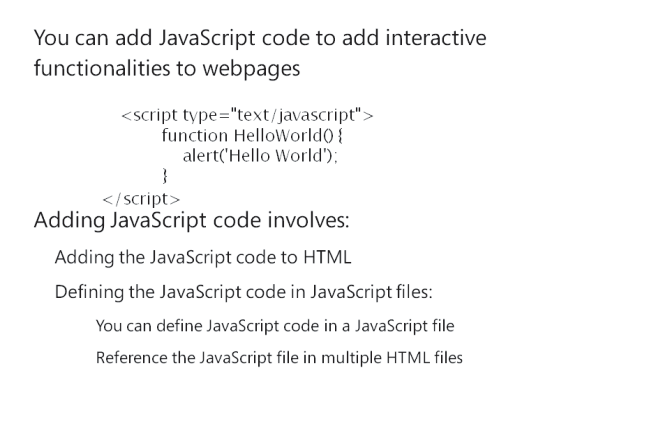 You can add JavaScript code to add interactive
functionalities to webpages
<script type="text/javascript">
function HelloWorld() {
alert('Hello World');
}
</script>
Adding JavaScript code involves:
Adding the JavaScript code to HTML
Defining the JavaScript code in JavaScript files:
You can define JavaScript code in a JavaScript file
Reference the JavaScript file in multiple HTML files